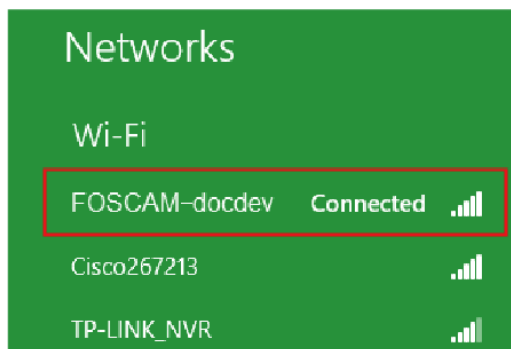 Networks
Wi-Fi
FOSCAM-docdev Connected
Cisco267213
TP-LINK_NVR